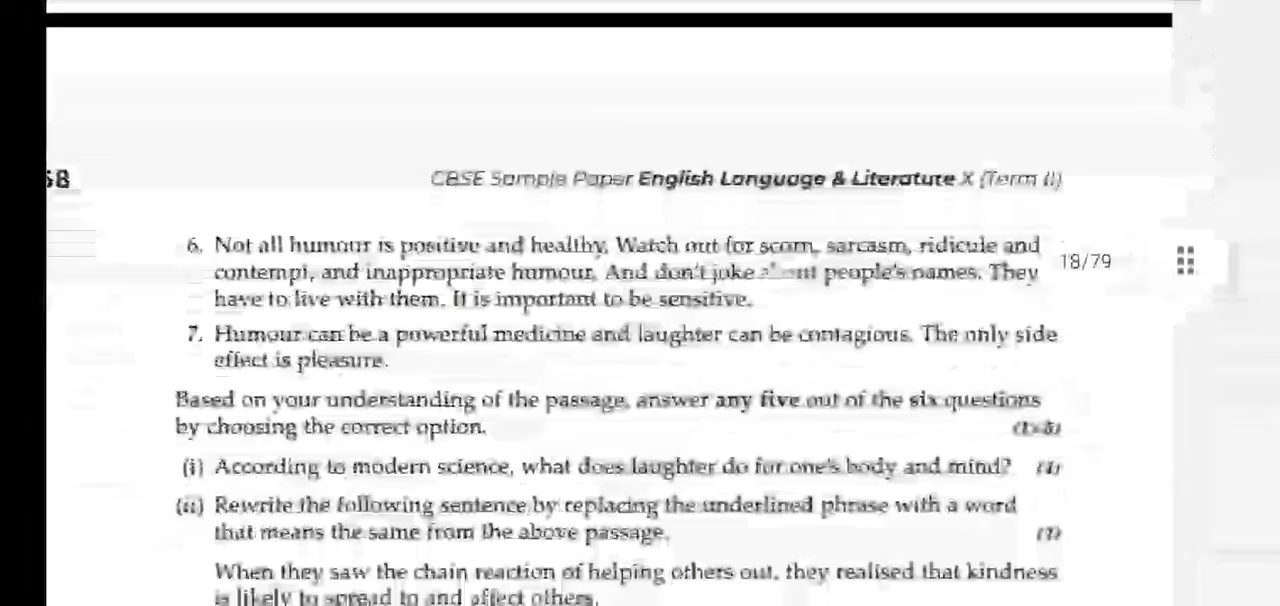 58
CBSE Sample Paper English Language & Literature X (Term II)
6. Not all humour is positive and healthy. Watch out for scorn, sarcasm, ridicule and
contempt, and inappropriate humour. And don't joke about people's names. They
18/79
have to live with them. It is important to be sensitive.
7. Humour can be a powerful medicine and laughter can be contagious. The only side
effect is pleasure.
Based on your understanding of the passage, answer any five out of the six questions
by choosing the correct option.
(i) According to modern science, what does laughter do for one's body and mind? (1)
(ii) Rewrite the following sentence by replacing the underlined phrase with a word
that means the same from the above passage. (1)
When they saw the chain reaction of helping others out, they realised that kindness
is likely to spread to and affect others.